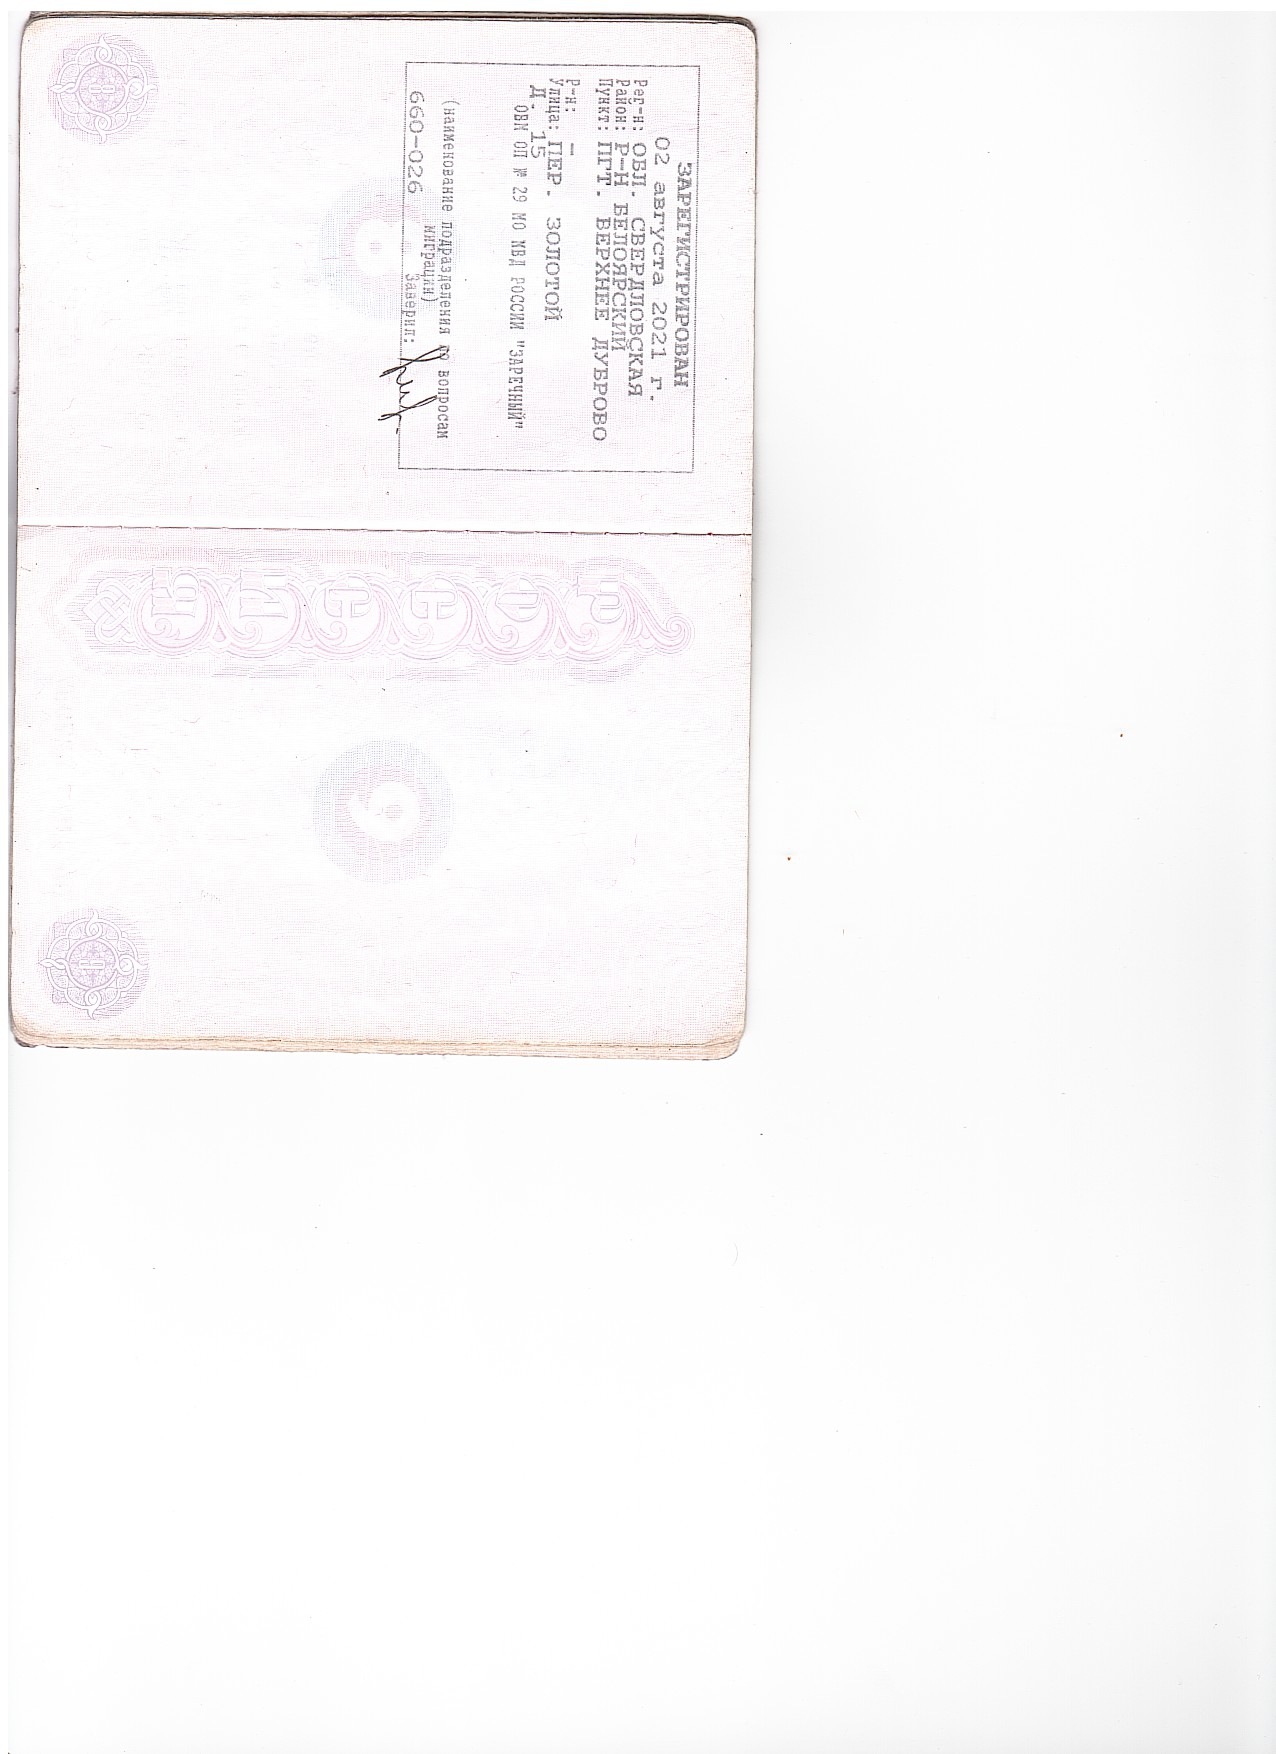 ЗАРЕГИСТРИРОВАН
02 августа 2021 г.
Рег-н: ОБЛ. СВЕРДЛОВСКАЯ
Район: Р-Н БЕЛОЯРСКИЙ
Пункт: ПГТ. ВЕРХНЕЕ ДУБРОВО
Р-н: -
Улица: ПЕР. ЗОЛОТОЙ
Д. 15
ОВМ ОП № 29 МО МВД РОССИИ "ЗАРЕЧНЫЙ"
(наименование подразделения по вопросам
миграции)
660-026 Заверил: